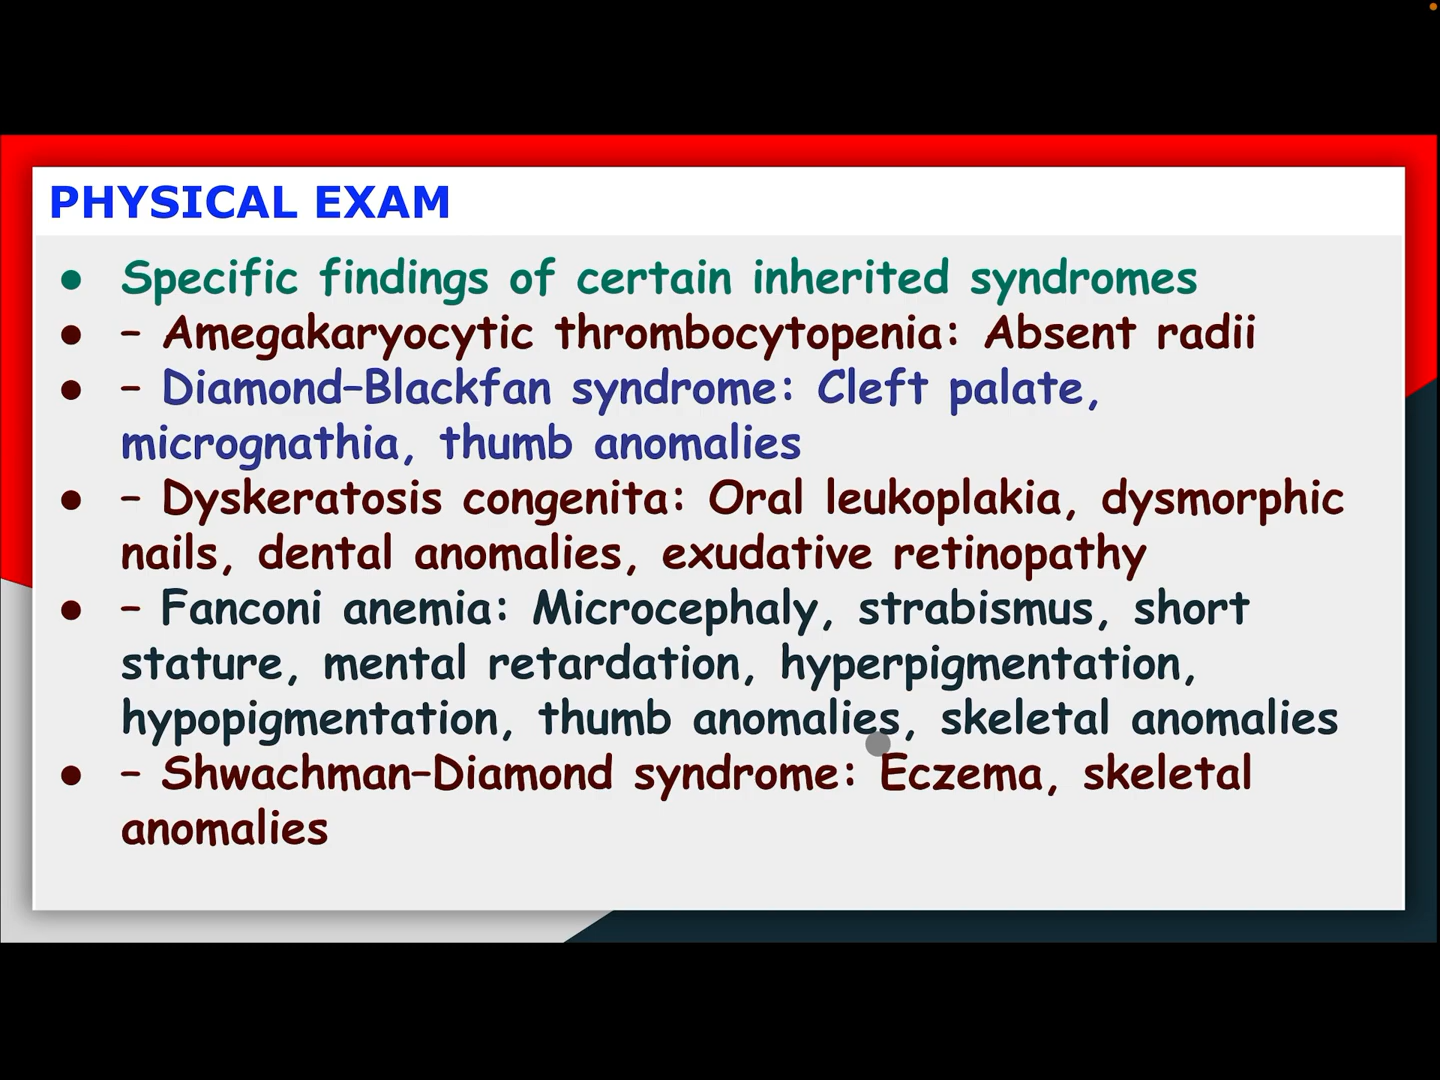 PHYSICAL EXAM
● Specific findings of certain inherited syndromes
● – Amegakaryocytic thrombocytopenia: Absent radii
● – Diamond–Blackfan syndrome: Cleft palate,
micrognathia, thumb anomalies
● – Dyskeratosis congenita: Oral leukoplakia, dysmorphic
nails, dental anomalies, exudative retinopathy
● – Fanconi anemia: Microcephaly, strabismus, short
stature, mental retardation, hyperpigmentation,
hypopigmentation, thumb anomalies, skeletal anomalies
● – Shwachman–Diamond syndrome: Eczema, skeletal
anomalies